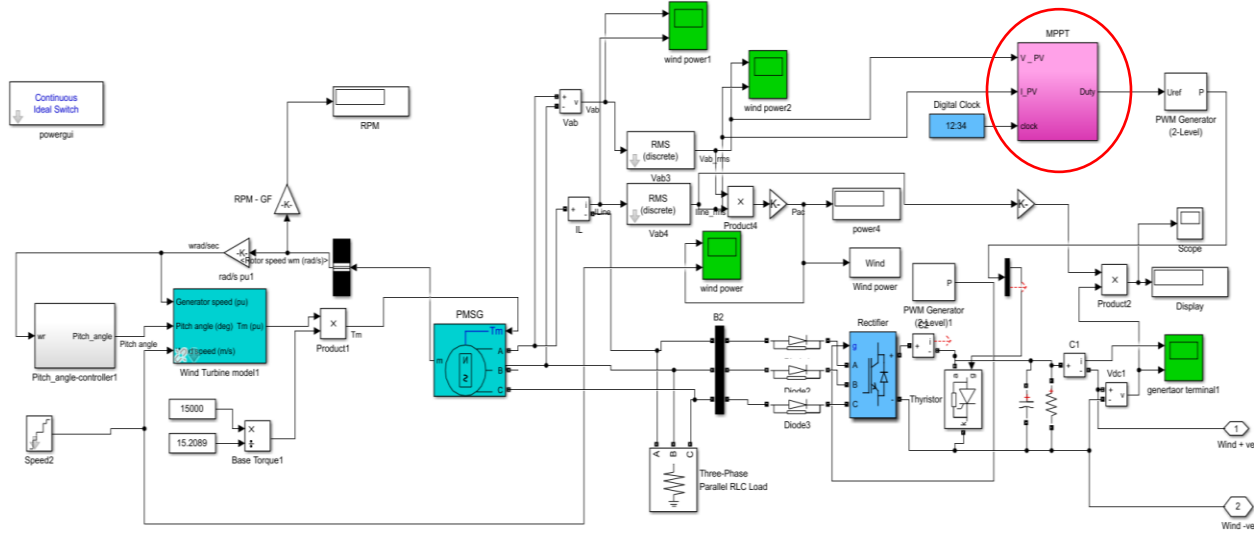 Continuous
Ideal Switch
powergui
RPM
RPM - GF
-K-
wrad/sec
<Rotor speed wm (rad/s)>
-K-
rad/s pu1
wr
Pitch_angle
Pitch_angle-controller1
Pitch angle
Generator speed (pu)
Pitch angle (deg)
Tm (pu)
speed (m/s)
Wind Turbine model1
×
Product1
Tm
Speed2
15000
15.2089
×
÷
Base Torque1
PMSG
Tm
m
N
S
A
B
C
+
-
v
Vab
Vab
+
i
-
IL
ILine
wind power1
wind power2
RMS
(discrete)
Vab_rms
Vab3
RMS
(discrete)
Iline_rms
Vab4
×
Product4
K-
Pac
power4
wind power
Wind
Wind power
MPPT
V _ PV
I_PV
clock
Duty
Digital Clock
12:34
Uref
P
PWM Generator
(2-Level)
K-
Scope
×
Product2
Display
P
PWM Generator
(2-Level)1
B2
Diode3
A
B
C
Three-Phase
Parallel RLC Load
Rectifier
g
A
B
C
+
-
+
i
-
a
g
k
Thyristor
C1
+
i
-
Vdc1
+
-
v
genertaor terminal1
1
Wind + ve
2
Wind -ve